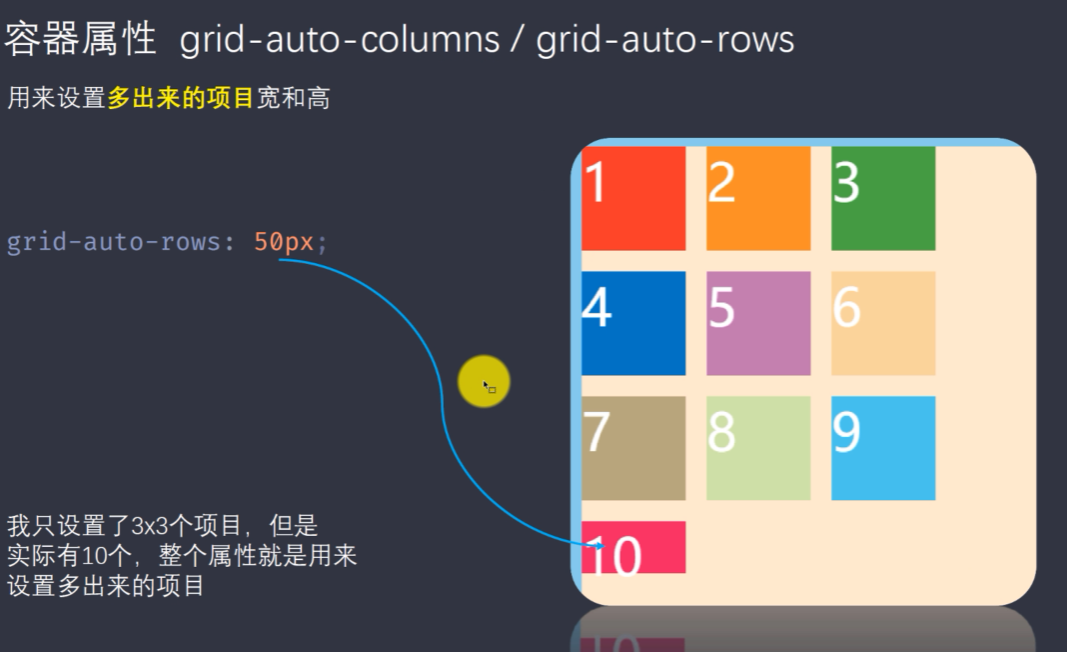 容器属性 grid-auto-columns / grid-auto-rows
用来设置多出来的项目宽和高
grid-auto-rows: 50px;
我只设置了3x3个项目，但是
实际有10个，整个属性就是用来
设置多出来的项目
1 2 3
4 5 6
7 8 9
10
10